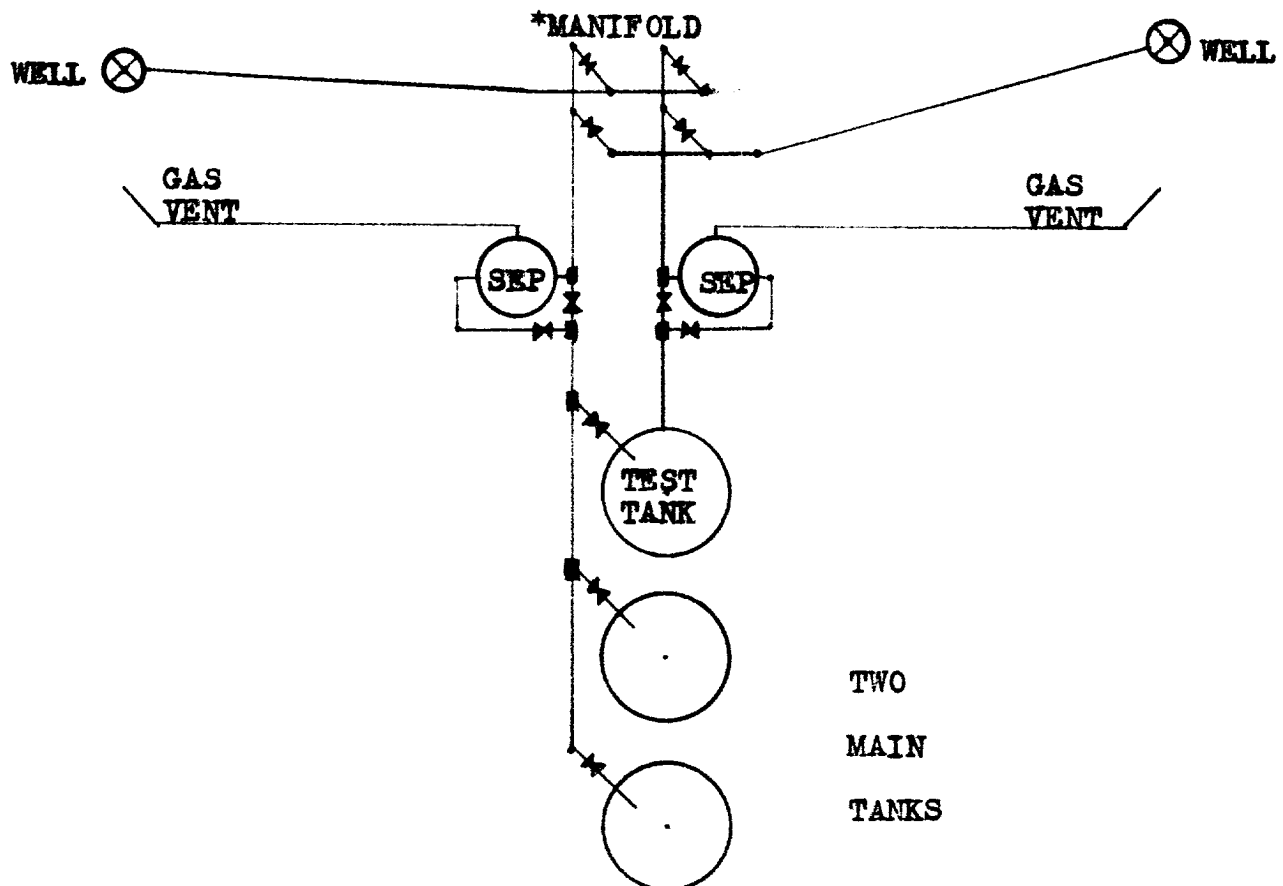 *MANIFOLD
WELL
WELL
GAS
VENT
GAS
VENT
SEP
SEP
TEST
TANK
TWO
MAIN
TANKS